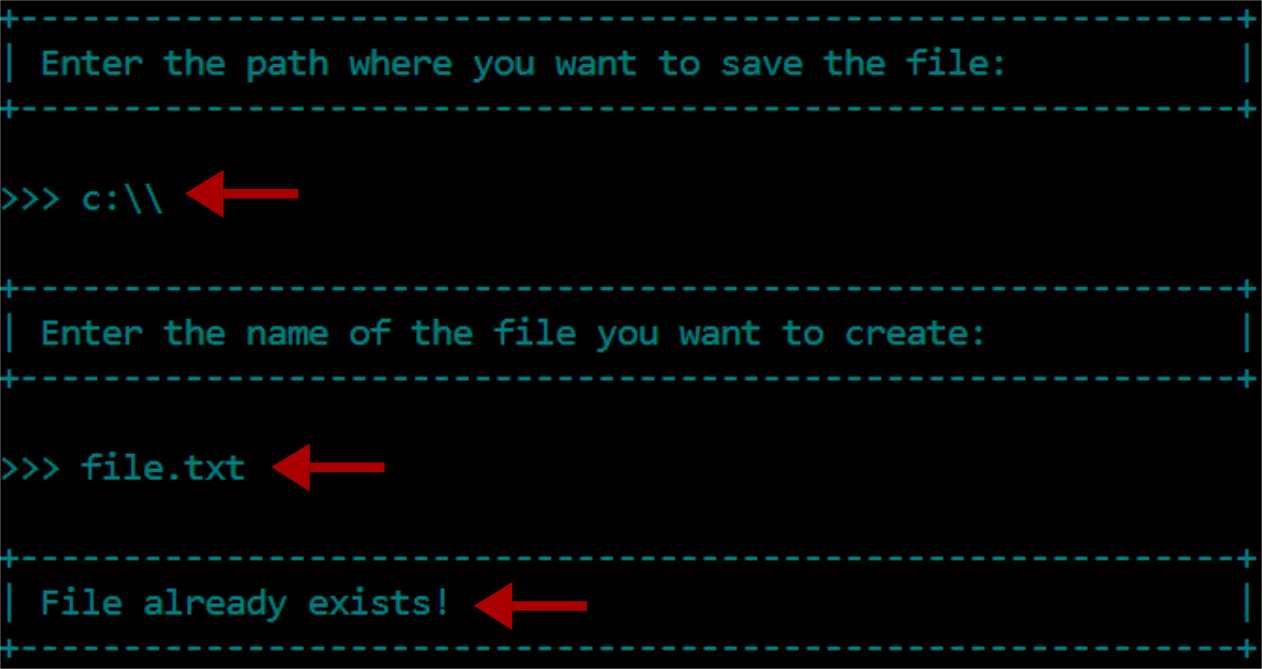 +-----------------------------------------------------------+
| Enter the path where you want to save the file: |
+-----------------------------------------------------------+
>>> c:\\
+-----------------------------------------------------------+
| Enter the name of the file you want to create: |
+-----------------------------------------------------------+
>>> file.txt
+-----------------------------------------------------------+
| File already exists! |
+-----------------------------------------------------------+